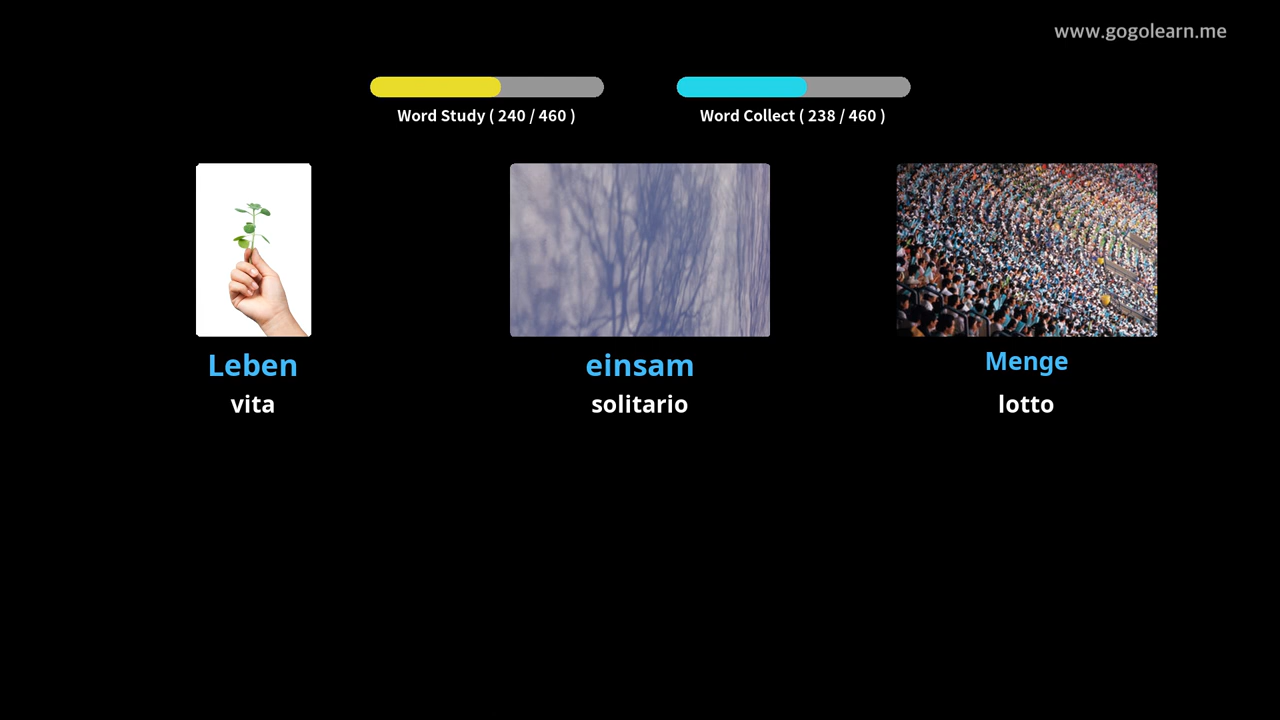 www.gogolearn.me
Word Study ( 240 / 460 )
Word Collect ( 238 / 460 )
Leben
vita
einsam
solitario
Menge
lotto